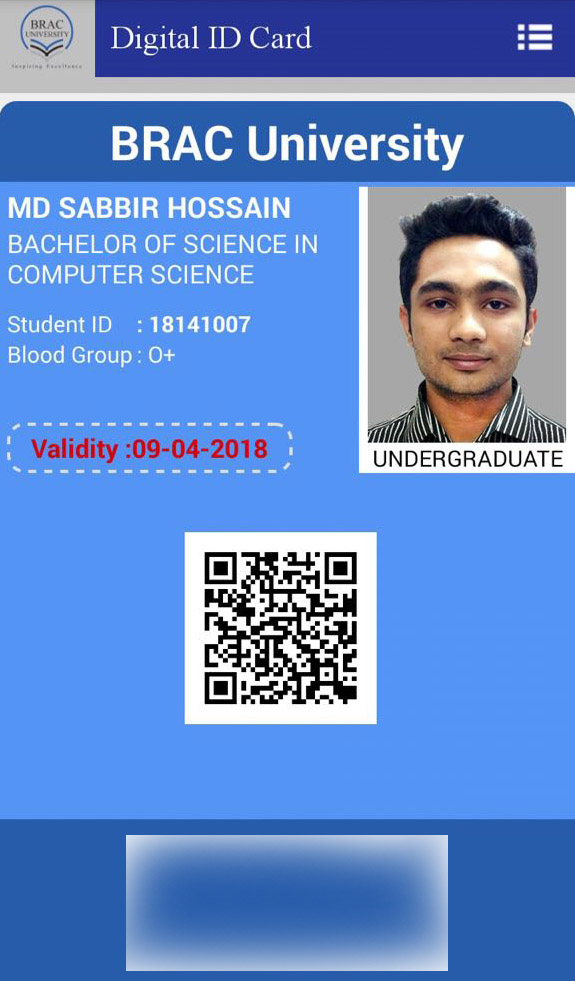 BRAC
UNIVERSITY
Inspiring Excellence
Digital ID Card
BRAC University
MD SABBIR HOSSAIN
BACHELOR OF SCIENCE IN
COMPUTER SCIENCE
Student ID : 18141007
Blood Group : O+
Validity :09-04-2018
UNDERGRADUATE